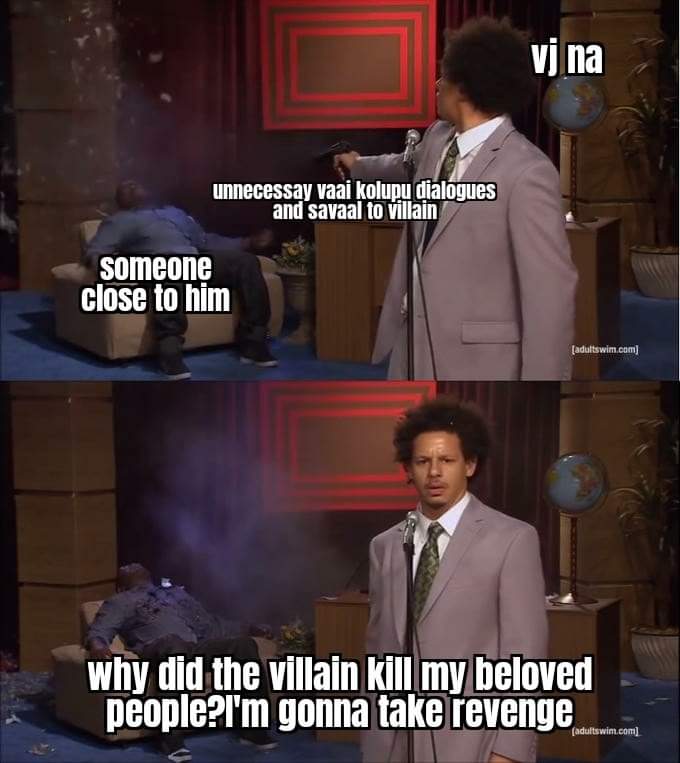 vj na
unnecessay vaai kolupu dialogues
and savaal to villain
someone
close to him
[adultswim.com]
why did the villain kill my beloved
people?I'm gonna take revenge
[adultswim.com]